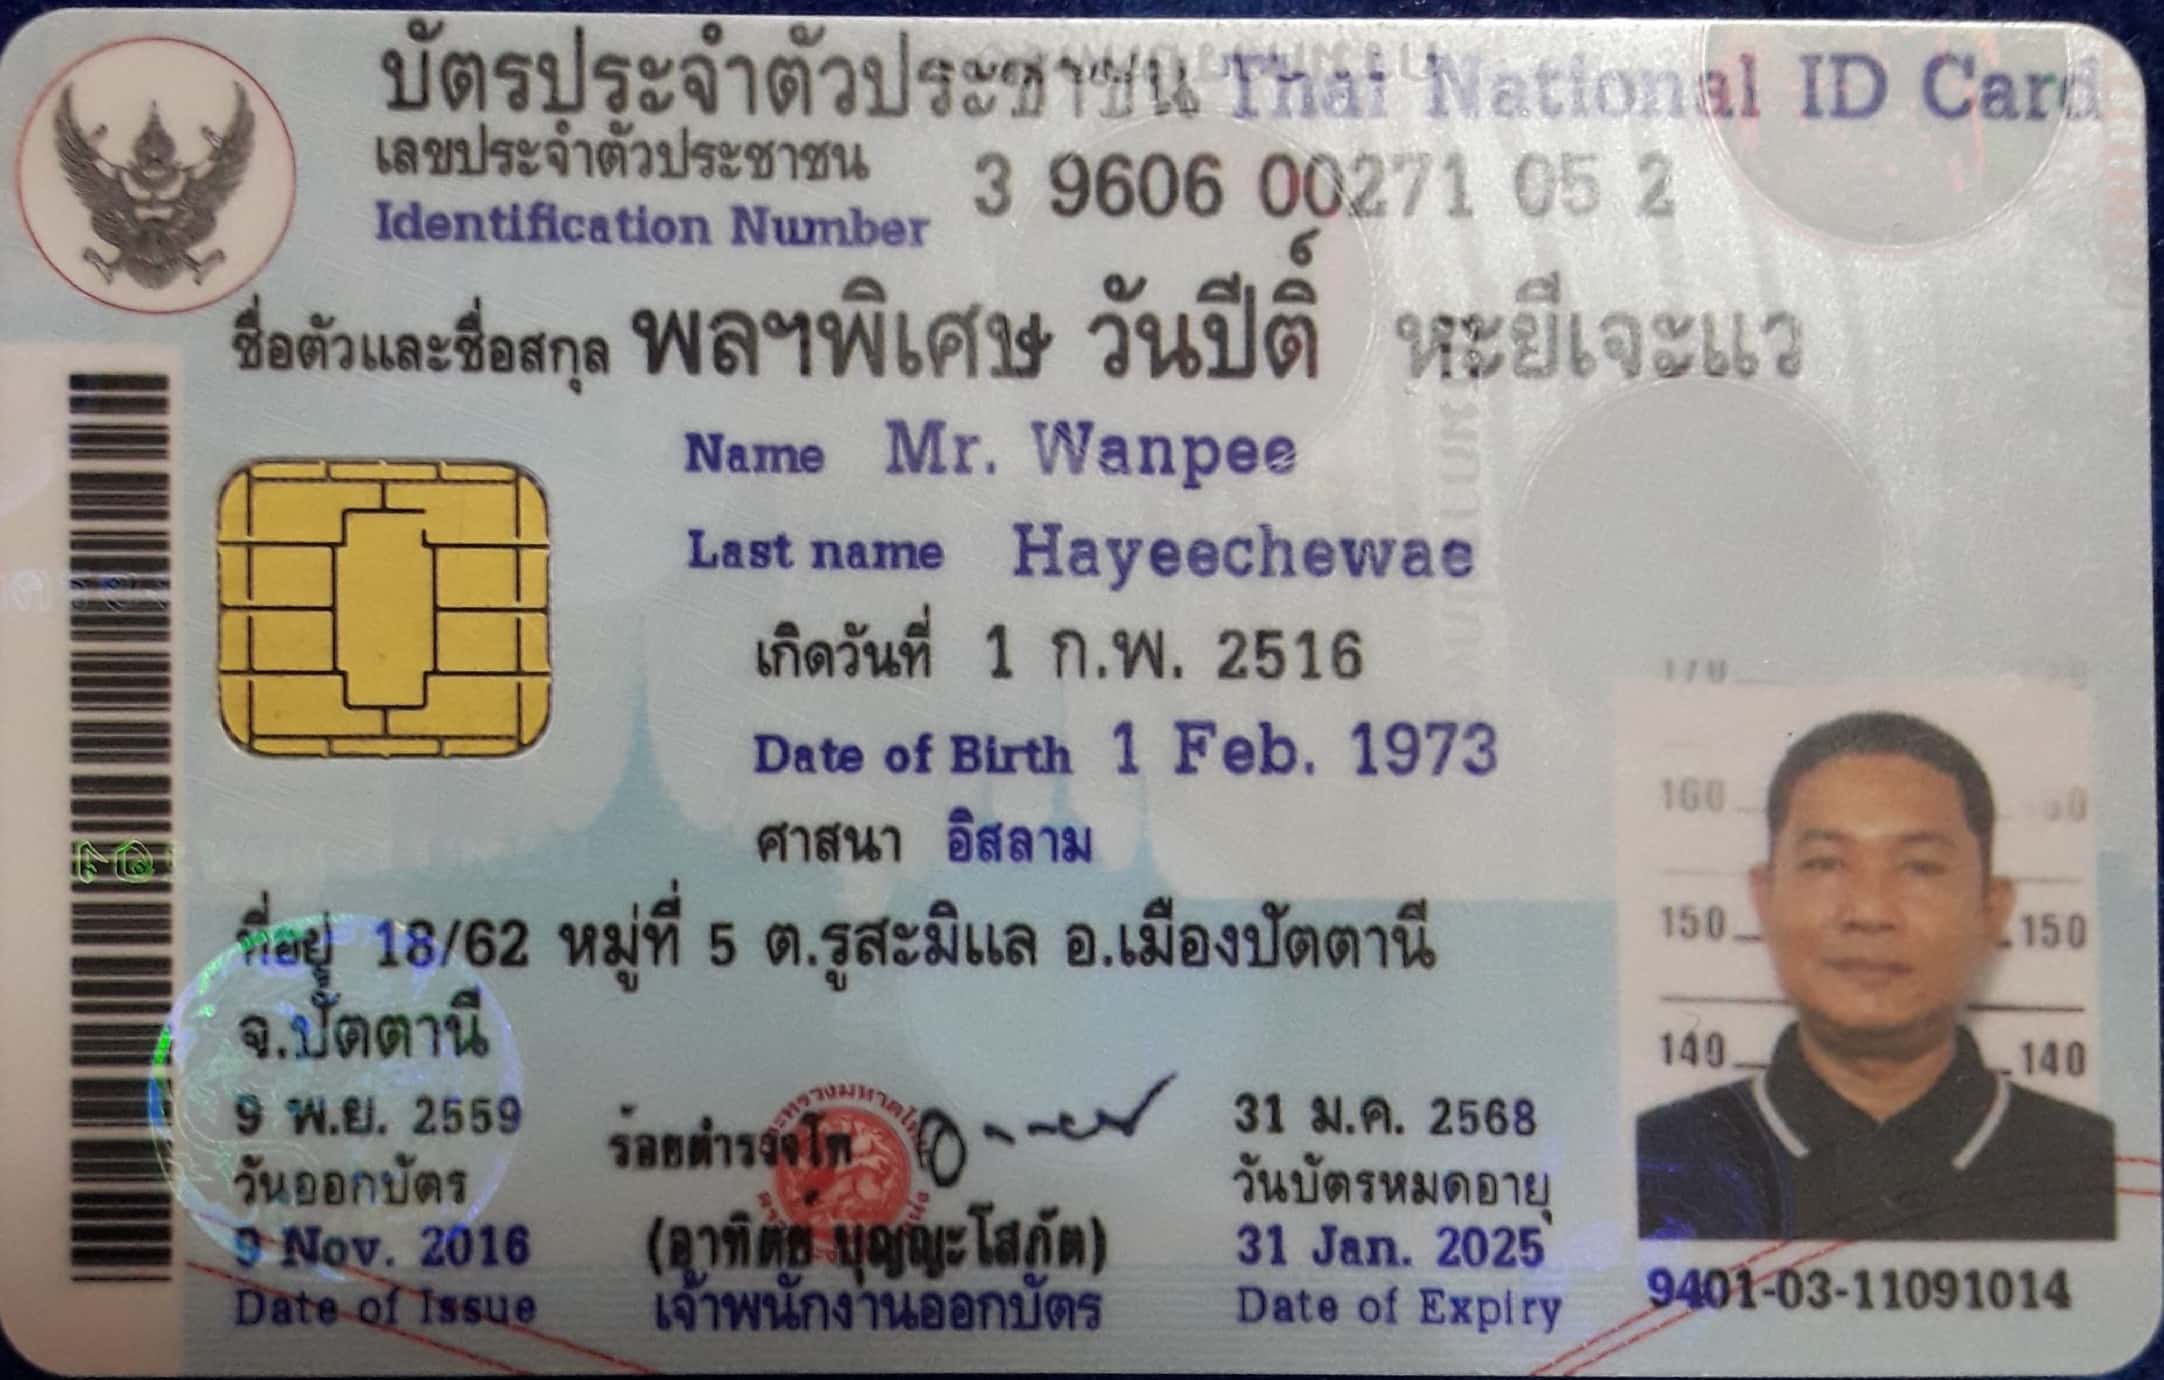 บัตรประจำตัวประชาชน Thai National ID Card
เลขประจำตัวประชาชน 3 9606 00271 05 2
Identification Number
ชื่อตัวและชื่อสกุล พลฯพิเศษ วันปีติ์ หะยีเจะแว
Name Mr. Wanpee
Last name Hayeechewae
เกิดวันที่ 1 ก.พ. 2516
Date of Birth 1 Feb. 1973
ศาสนา อิสลาม
ที่อยู่ 18/62 หมู่ที่ 5 ต.รูสะมิแล อ.เมืองปัตตานี
จ.ปัตตานี
9 พ.ย. 2559
วันออกบัตร
9 Nov. 2016
Date of Issue
ร้อยตำรวจโท
(อาทิตย์ บุญญะโสภัต)
เจ้าพนักงานออกบัตร
31 ม.ค. 2568
วันบัตรหมดอายุ
31 Jan. 2025
Date of Expiry
160
150 150
140 140
9401-03-11091014